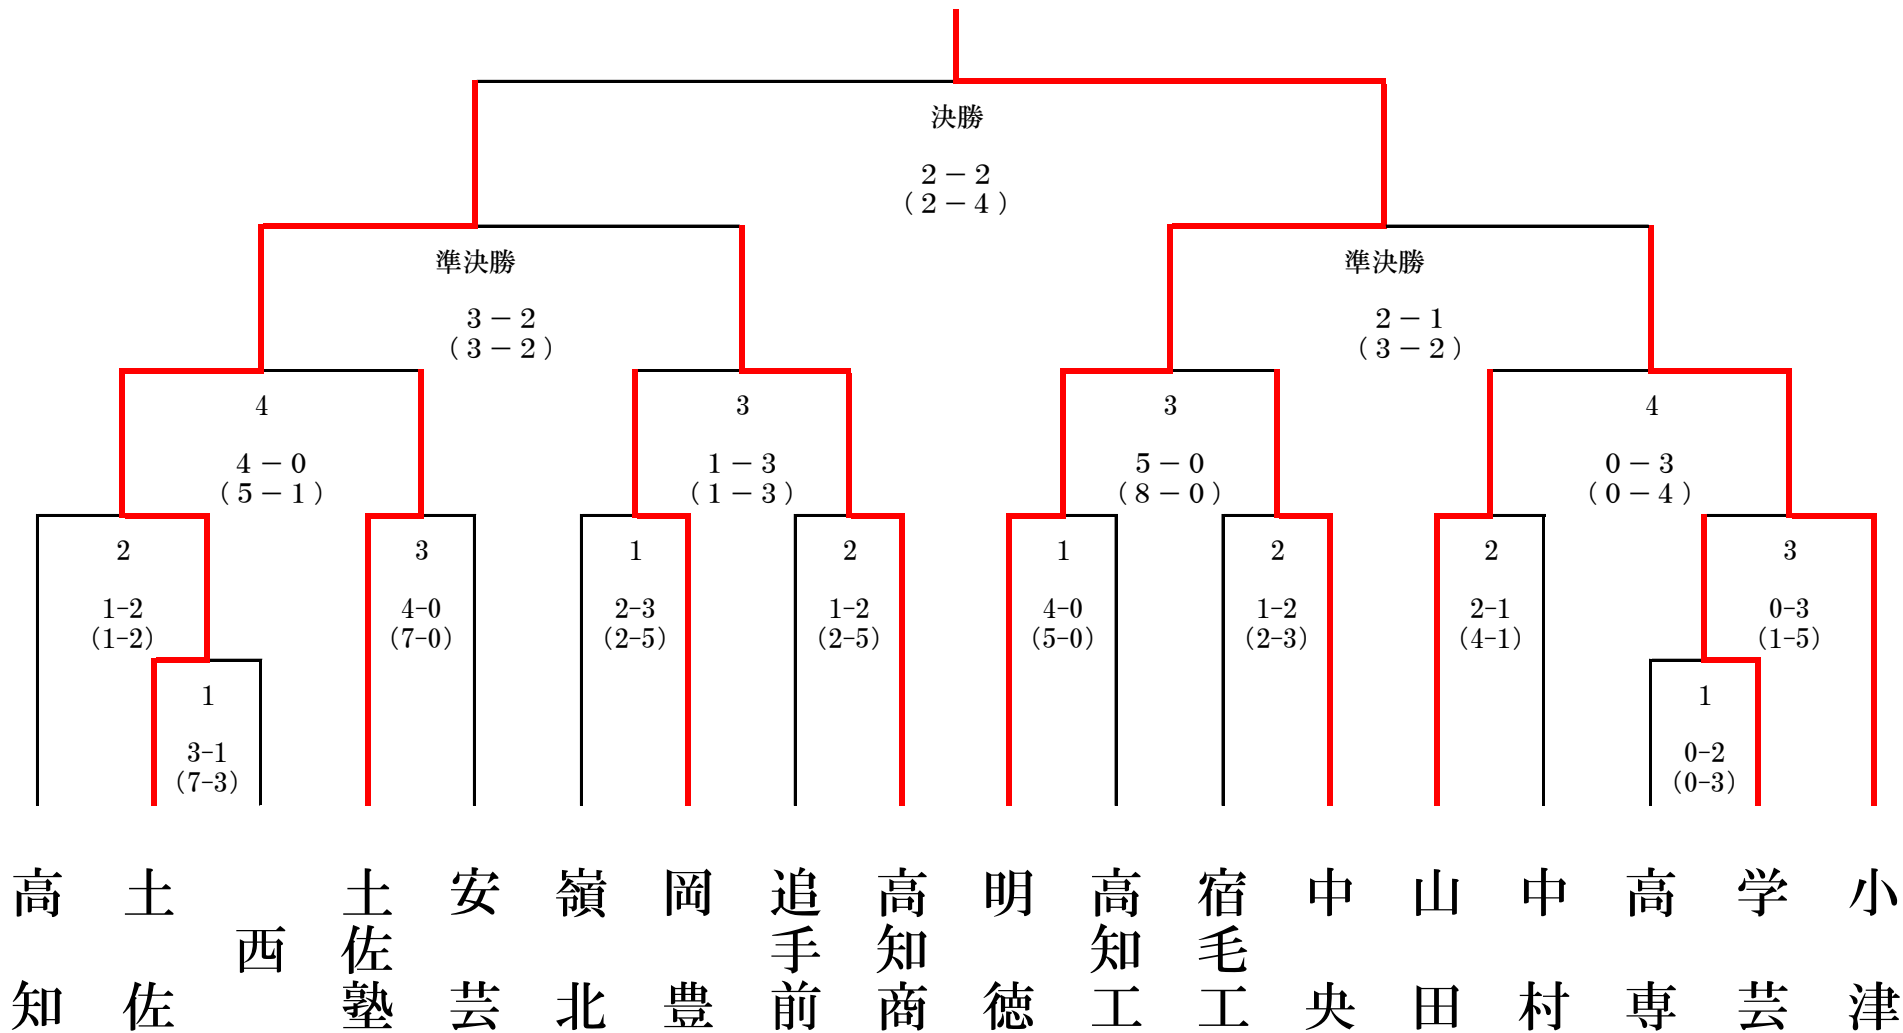 決勝
2－2
（2－4）
準決勝
3－2
（3－2）
準決勝
2－1
（3－2）
4
4－0
（5－1）
3
1－3
（1－3）
3
5－0
（8－0）
4
0－3
（0－4）
2
1-2
(1-2)
3
4-0
(7-0)
1
2-3
(2-5)
2
1-2
(2-5)
1
4-0
(5-0)
2
1-2
(2-3)
2
2-1
(4-1)
3
0-3
(1-5)
1
3-1
(7-3)
1
0-2
(0-3)
高知
土佐
西
土佐塾
安芸
嶺北
岡豊
追手前
高知商
明徳
高知工
宿毛工
中央
山田
中村
高専
学芸
小津